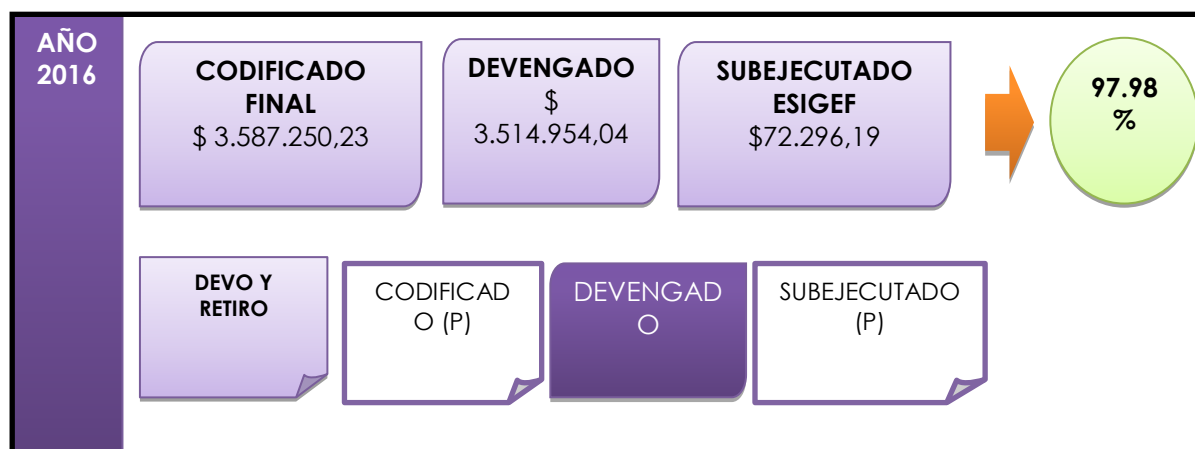 AÑO
2016
CODIFICADO
FINAL
$ 3.587.250,23
DEVENGADO
$
3.514.954,04
SUBEJECUTADO
ESIGEF
$72.296,19
97.98
%
DEVO Y
RETIRO
CODIFICAD
O (P)
DEVENGAD
O
SUBEJECUTADO
(P)